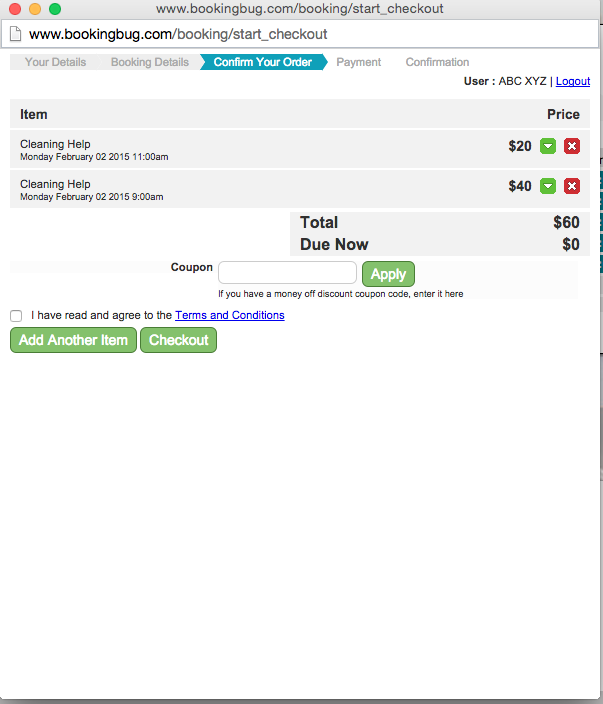 www.bookingbug.com/booking/start_checkout
www.bookingbug.com/booking/start_checkout
Your Details Booking Details Confirm Your Order Payment Confirmation
User : ABC XYZ | Logout
Item Price
Cleaning Help
Monday February 02 2015 11:00am
$20
Cleaning Help
Monday February 02 2015 9:00am
$40
Total $60
Due Now $0
Coupon Apply
If you have a money off discount coupon code, enter it here
I have read and agree to the Terms and Conditions
Add Another Item Checkout